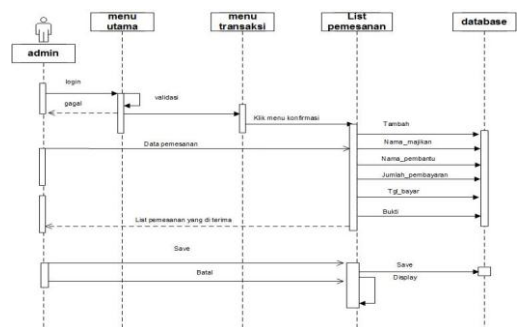 menu
utama
menu
transaksi
List
pemesanan
database
admin
login
validasi
gagal
Klik menu konfirmasi
Tambah
Nama_majikan
Data pemesanan
Nama_pembantu
Jumlah_pembayaran
Tgl_bayar
Bukti
List pemesanan yang di terima
Save
Save
Batal
Display